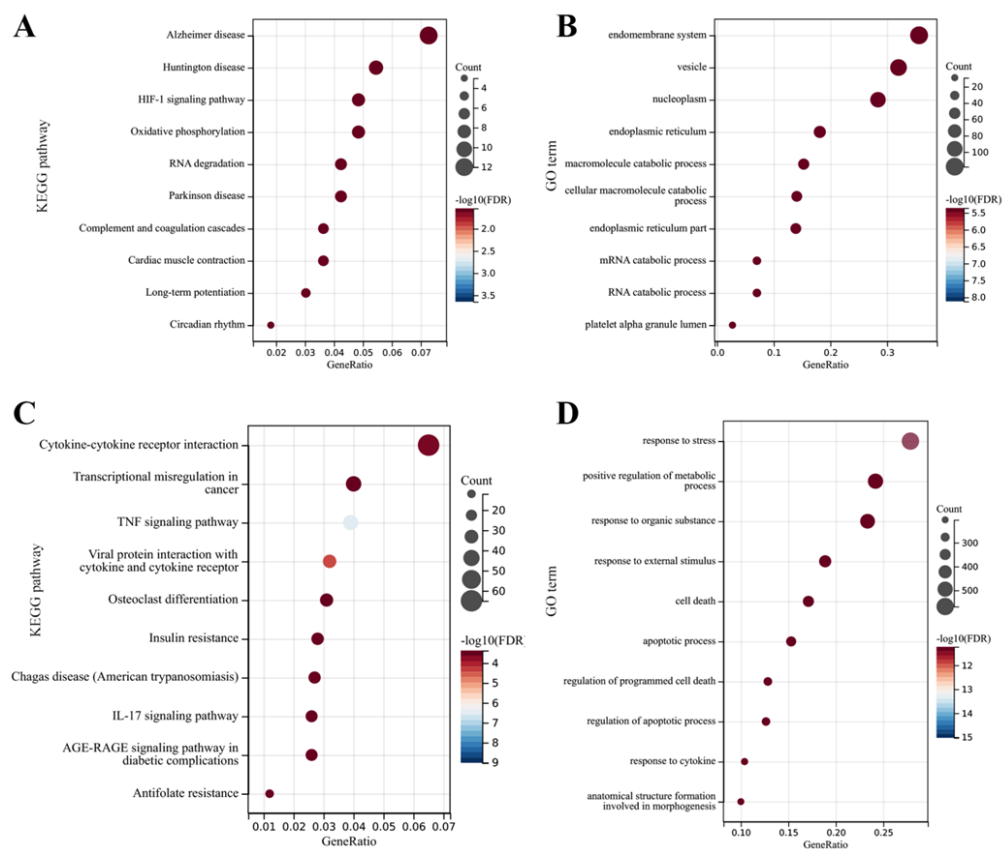 A
KEGG pathway
Alzheimer disease
Huntington disease
HIF-1 signaling pathway
Oxidative phosphorylation
RNA degradation
Parkinson disease
Complement and coagulation cascades
Cardiac muscle contraction
Long-term potentiation
Circadian rhythm
0.02 0.03 0.04 0.05 0.06 0.07
GeneRatio
Count
4
6
8
10
12
-log10(FDR)
2.0
2.5
3.0
3.5
B
GO term
endomembrane system
vesicle
nucleoplasm
endoplasmic reticulum
macromolecule catabolic process
cellular macromolecule catabolic
process
endoplasmic reticulum part
mRNA catabolic process
RNA catabolic process
platelet alpha granule lumen
0.0 0.1 0.2 0.3
GeneRatio
Count
20
40
60
80
100
-log10(FDR)
5.5
6.0
6.5
7.0
7.5
8.0
C
KEGG pathway
Cytokine-cytokine receptor interaction
Transcriptional misregulation in
cancer
TNF signaling pathway
Viral protein interaction with
cytokine and cytokine receptor
Osteoclast differentiation
Insulin resistance
Chagas disease (American trypanosomiasis)
IL-17 signaling pathway
AGE-RAGE signaling pathway in
diabetic complications
Antifolate resistance
0.01 0.02 0.03 0.04 0.05 0.06 0.07
GeneRatio
Count
20
30
40
50
60
-log10(FDR)
4
5
6
7
8
9
D
GO term
response to stress
positive regulation of metabolic
process
response to organic substance
response to external stimulus
cell death
apoptotic process
regulation of programmed cell death
regulation of apoptotic process
response to cytokine
anatomical structure formation
involved in morphogenesis
0.10 0.15 0.20 0.25
GeneRatio
Count
300
400
500
-log10(FDR)
12
13
14
15